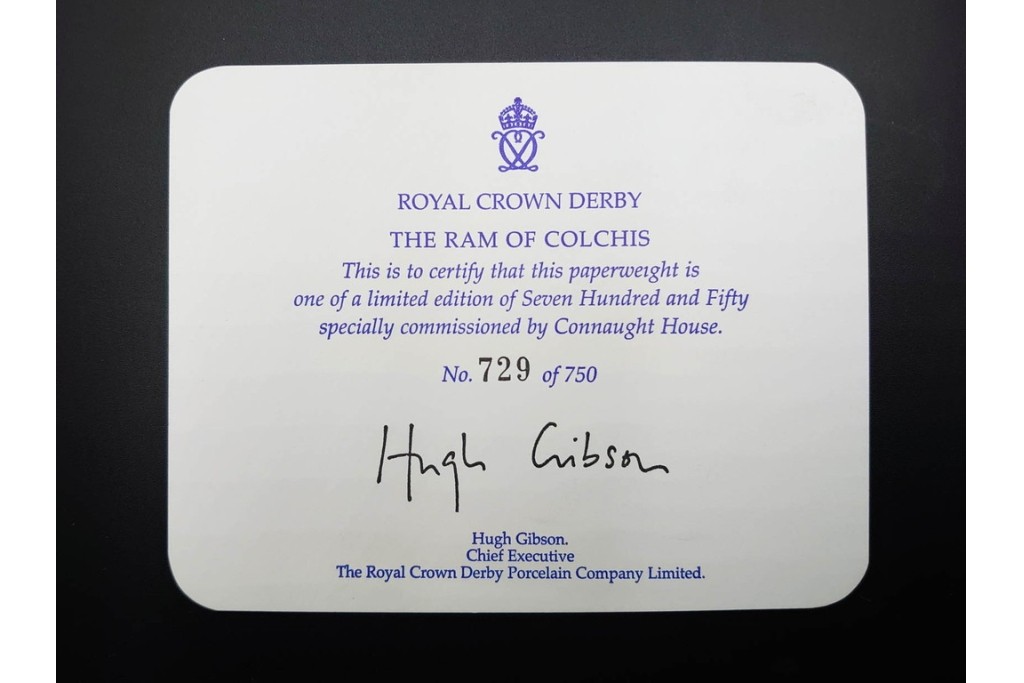 ROYAL CROWN DERBY
THE RAM OF COLCHIS
This is to certify that this paperweight is
one of a limited edition of Seven Hundred and Fifty
specially commissioned by Connaught House.
No. 729 of 750
Hugh Gibson
Hugh Gibson.
Chief Executive
The Royal Crown Derby Porcelain Company Limited.